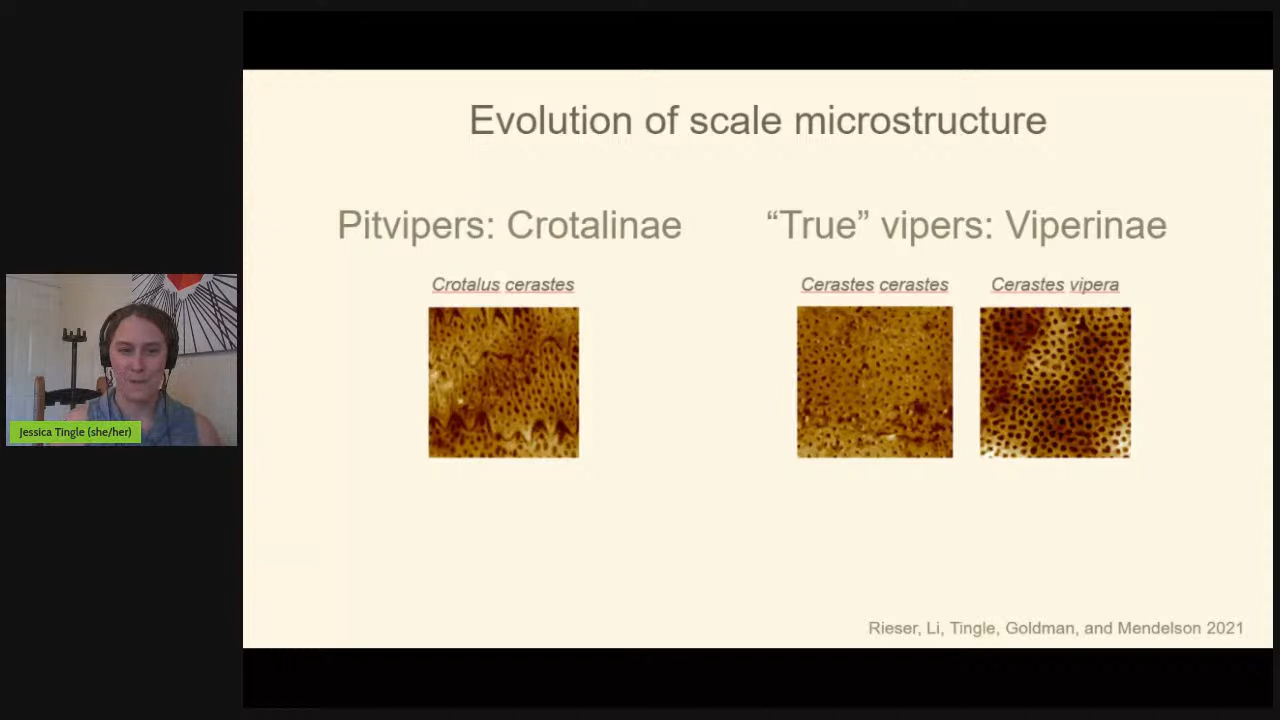 Evolution of scale microstructure
Pitvipers: Crotalinae
“True” vipers: Viperinae
Crotalus cerastes
Cerastes cerastes
Cerastes vipera
Jessica Tingle (she/her)
Rieser, Li, Tingle, Goldman, and Mendelson 2021